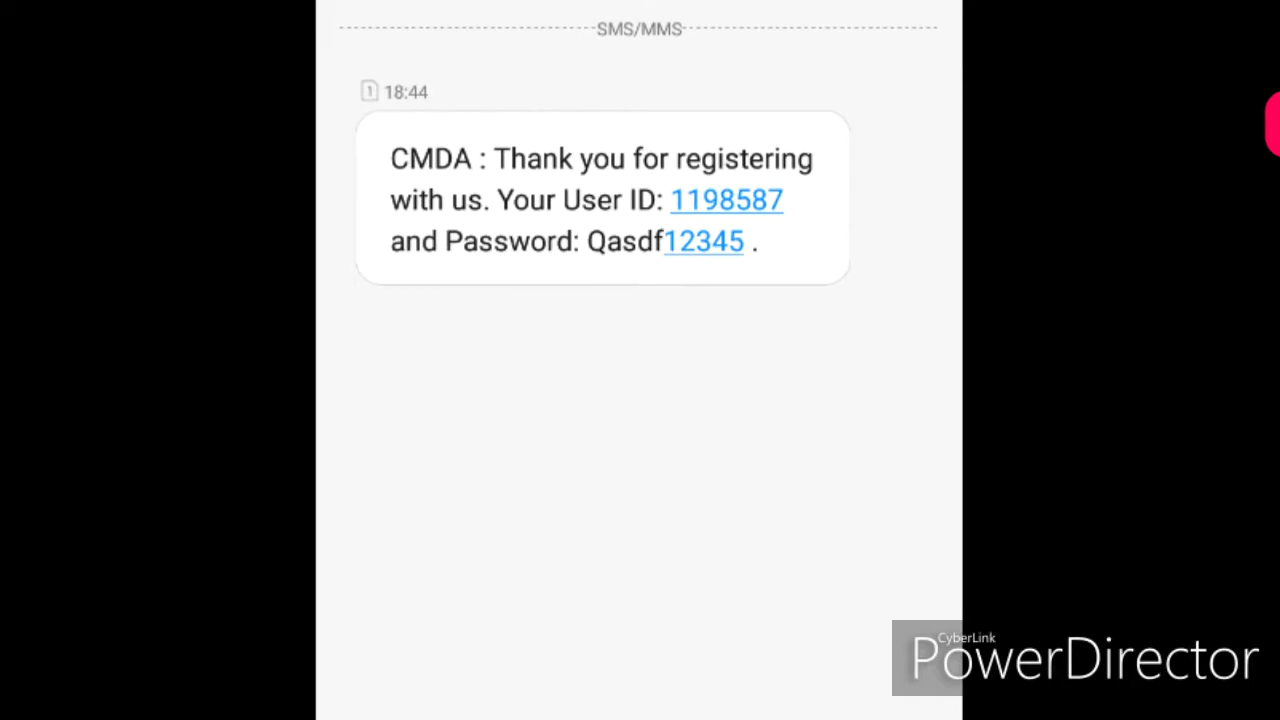 SMS/MMS
1 18:44
CMDA : Thank you for registering
with us. Your User ID: 1198587
and Password: Qasdf12345 .
CyberLink
PowerDirector